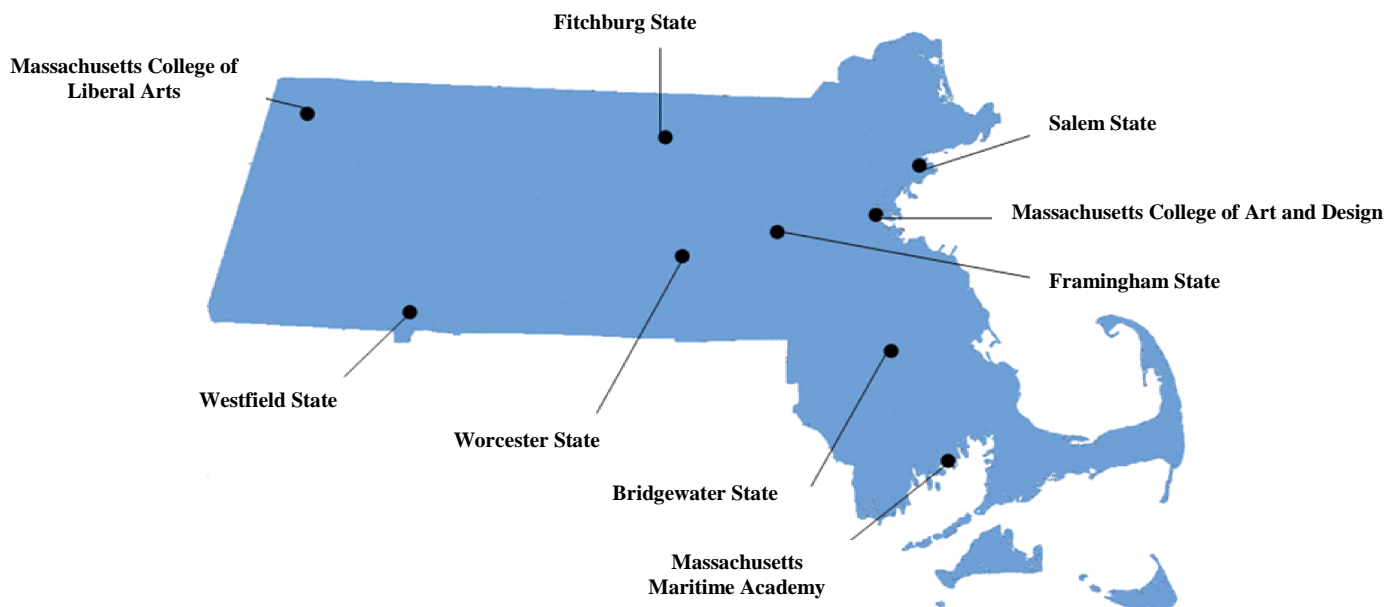 Fitchburg State
Massachusetts College of
Liberal Arts
Salem State
Massachusetts College of Art and Design
Framingham State
Westfield State
Worcester State
Bridgewater State
Massachusetts
Maritime Academy